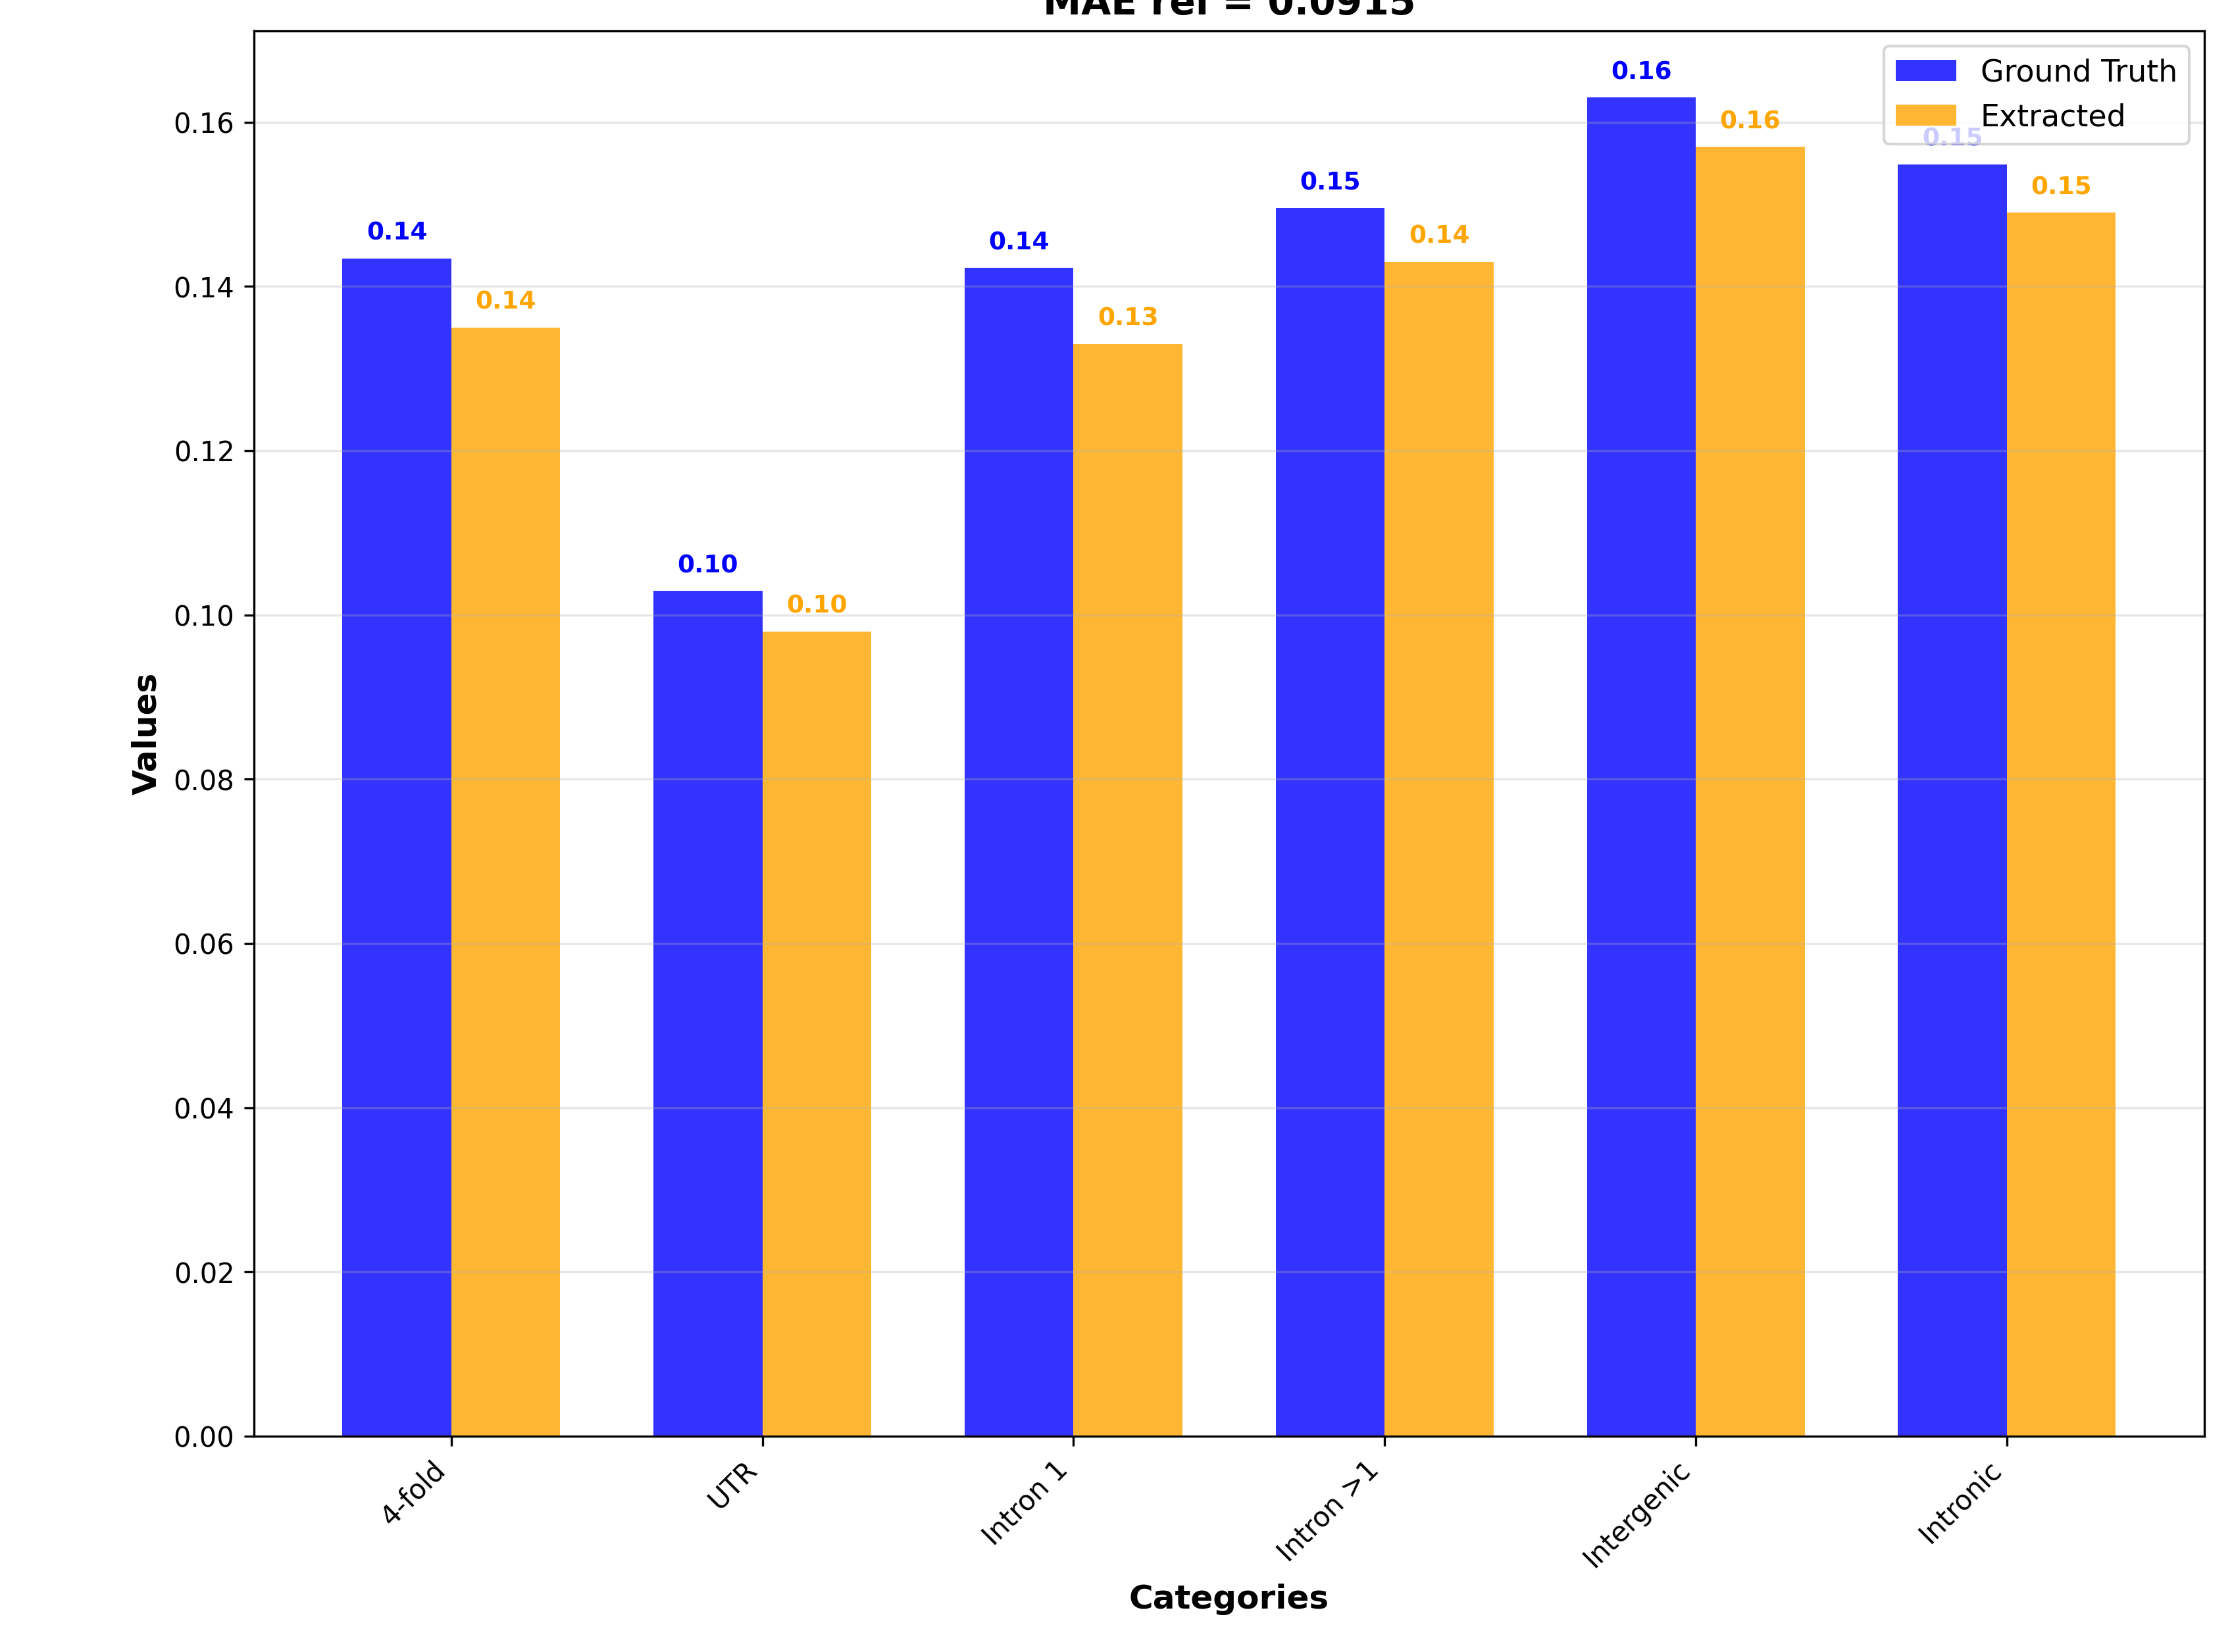 MAE rel = 0.0915
Ground Truth
Extracted
0.16
0.16
0.15
0.15
0.15
0.14
0.14
0.14
0.14
0.13
0.10
0.10
0.16
0.14
0.12
0.10
0.08
0.06
0.04
0.02
0.00
Values
4-fold
UTR
Intron 1
Intron >1
Intergenic
Intronic
Categories